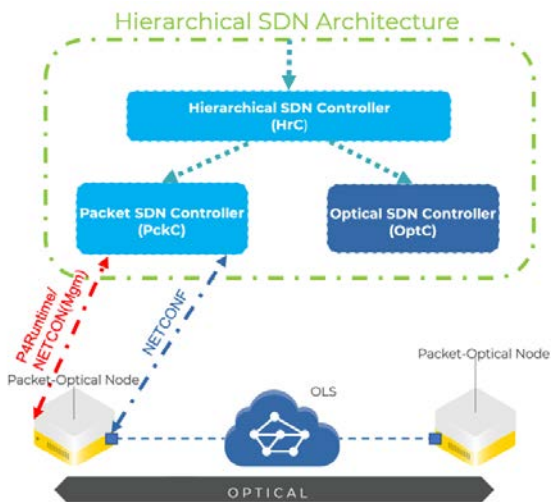 Hierarchical SDN Architecture
Hierarchical SDN Controller
(HrC)
Packet SDN Controller
(PckC)
Optical SDN Controller
(OptC)
P4Runtime/
NETCON(Mgm)
NETCONF
Packet-Optical Node
Packet-Optical Node
OLS
OPTICAL